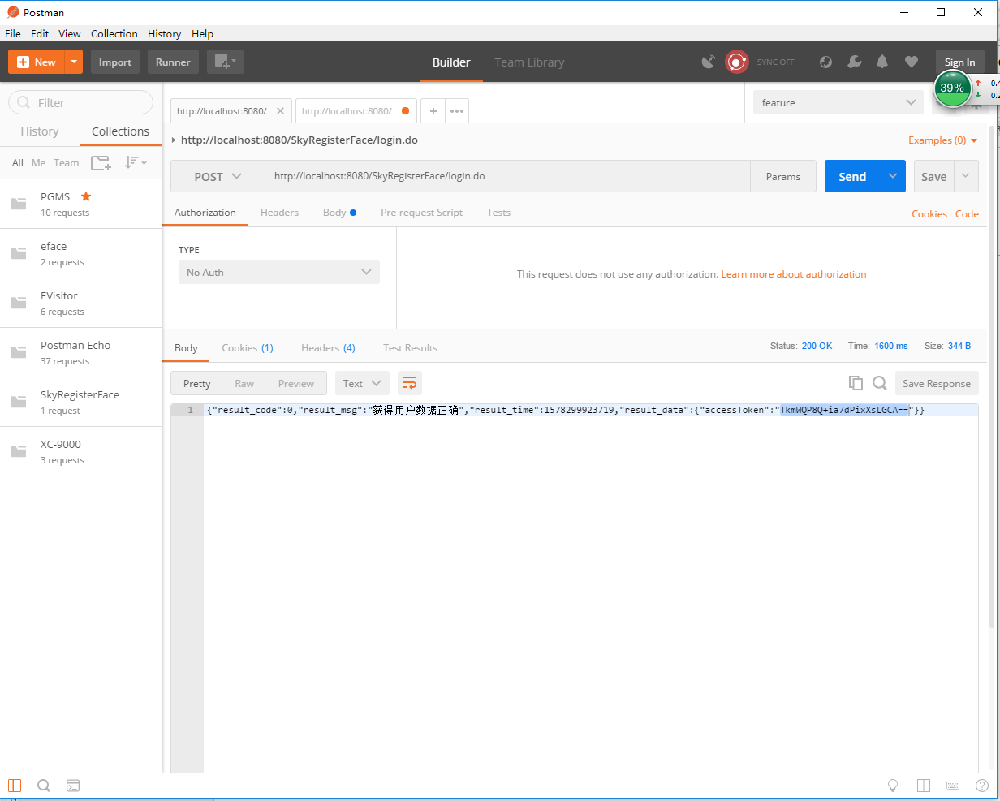 Postman
File Edit View Collection History Help
New Import Runner Builder Team Library SYNC OFF Sign In
39%
Filter
History Collections
All Me Team
PGMS
10 requests
eface
2 requests
EVisitor
6 requests
Postman Echo
37 requests
SkyRegisterFace
1 request
XC-9000
3 requests
http://localhost:8080/ http://localhost:8080/ feature
http://localhost:8080/SkyRegisterFace/login.do Examples (0)
POST http://localhost:8080/SkyRegisterFace/login.do Params Send Save
Authorization Headers Body Pre-request Script Tests Cookies Code
TYPE
No Auth
This request does not use any authorization. Learn more about authorization
Body Cookies (1) Headers (4) Test Results Status: 200 OK Time: 1600 ms Size: 344 B
Pretty Raw Preview Text Save Response
1 {"result_code":0,"result_msg":"获得用户数据正确","result_time":1578299923719,"result_data":{"accessToken":"TkmWQP8Q+ia7dPixXsLGCA=="}}